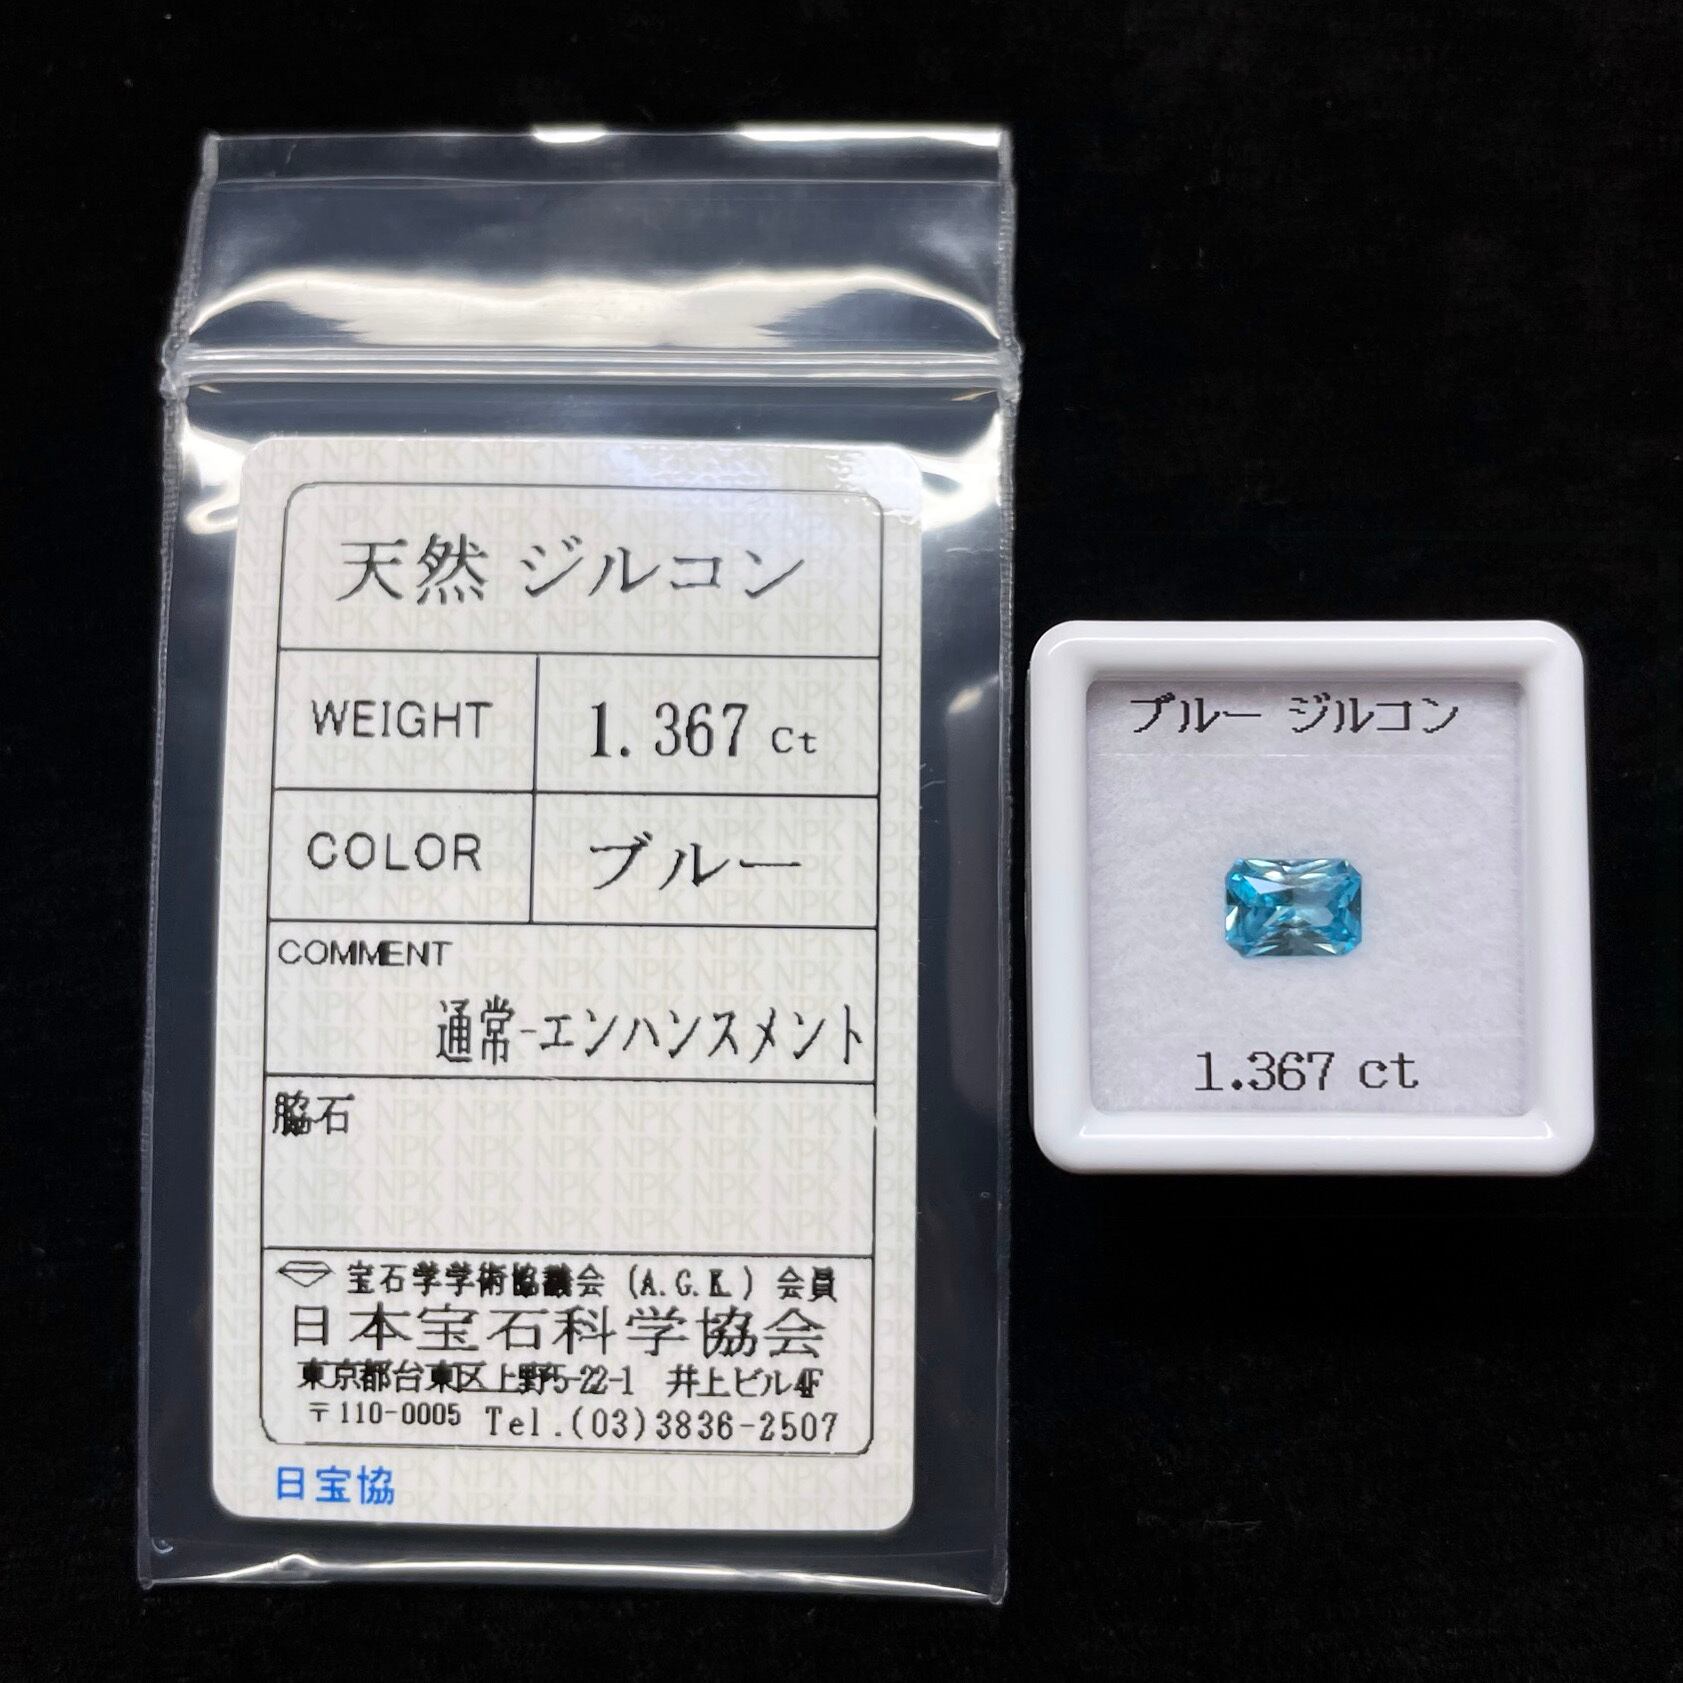 天然 ジルコン
WEIGHT 1.367 ct
COLOR ブルー
COMMENT
通常-エンハンスメント
脇石
宝石学学術協議会 (A.G.K.) 会員
日本宝石科学協会
東京都台東区上野5-22-1 井上ビル4F
〒110-0005 Tel.(03)3836-2507
日宝協
ブルー ジルコン
1.367 ct